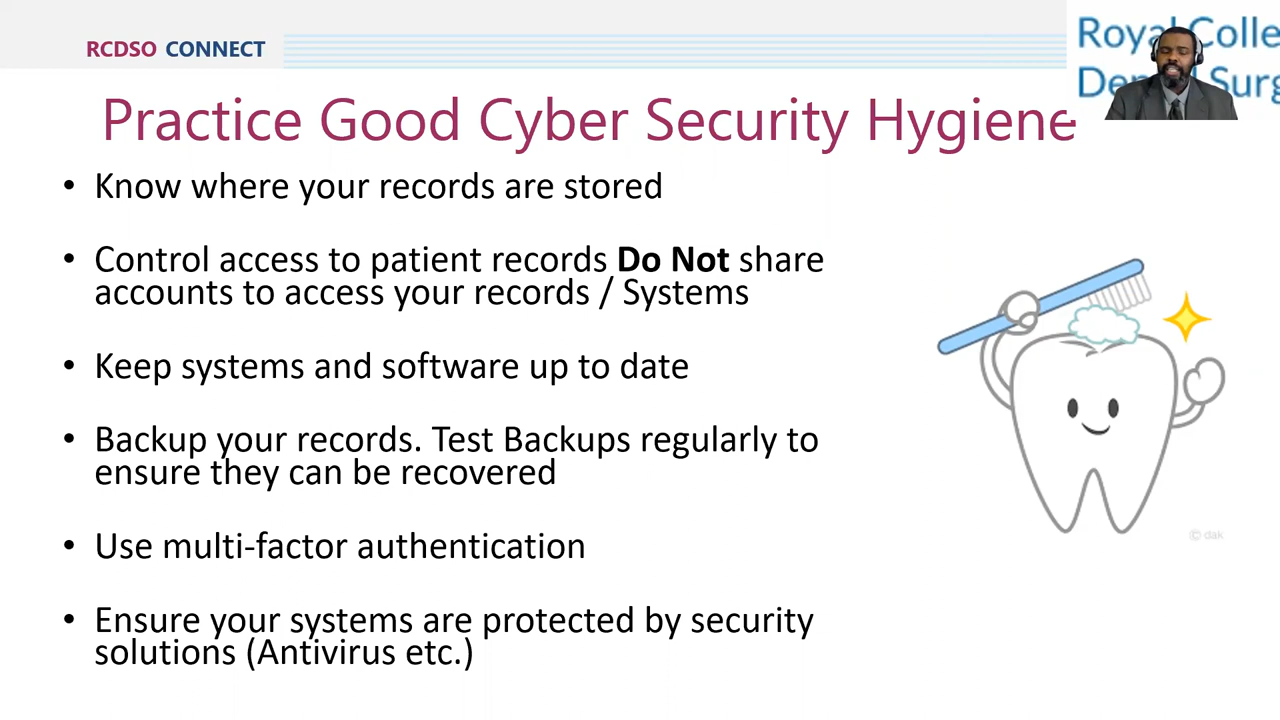 RCDSO CONNECT
Royal Colle
Surg
Practice Good Cyber Security Hygiene
• Know where your records are stored
• Control access to patient records Do Not share
accounts to access your records / Systems
• Keep systems and software up to date
• Backup your records. Test Backups regularly to
ensure they can be recovered
• Use multi-factor authentication
• Ensure your systems are protected by security
solutions (Antivirus etc.)
© dak